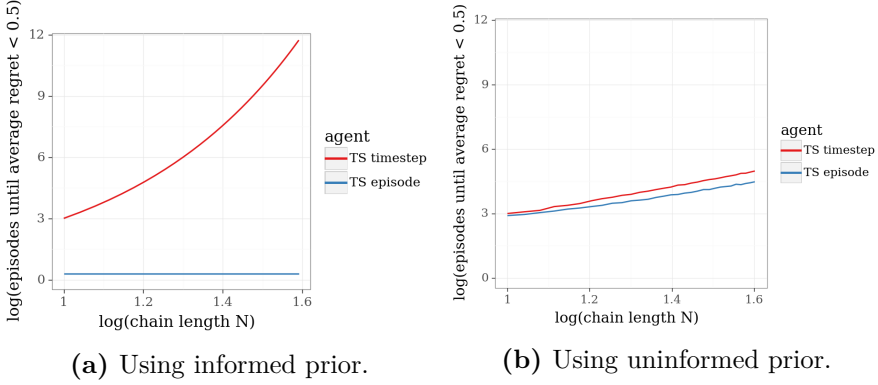 log(episodes until average regret < 0.5)
12
9
6
3
0
1
1.2
1.4
1.6
log(chain length N)
agent
TS timestep
TS episode
(a) Using informed prior.
log(episodes until average regret < 0.5)
12
9
6
3
0
1
1.2
1.4
1.6
log(chain length N)
agent
TS timestep
TS episode
(b) Using uninformed prior.